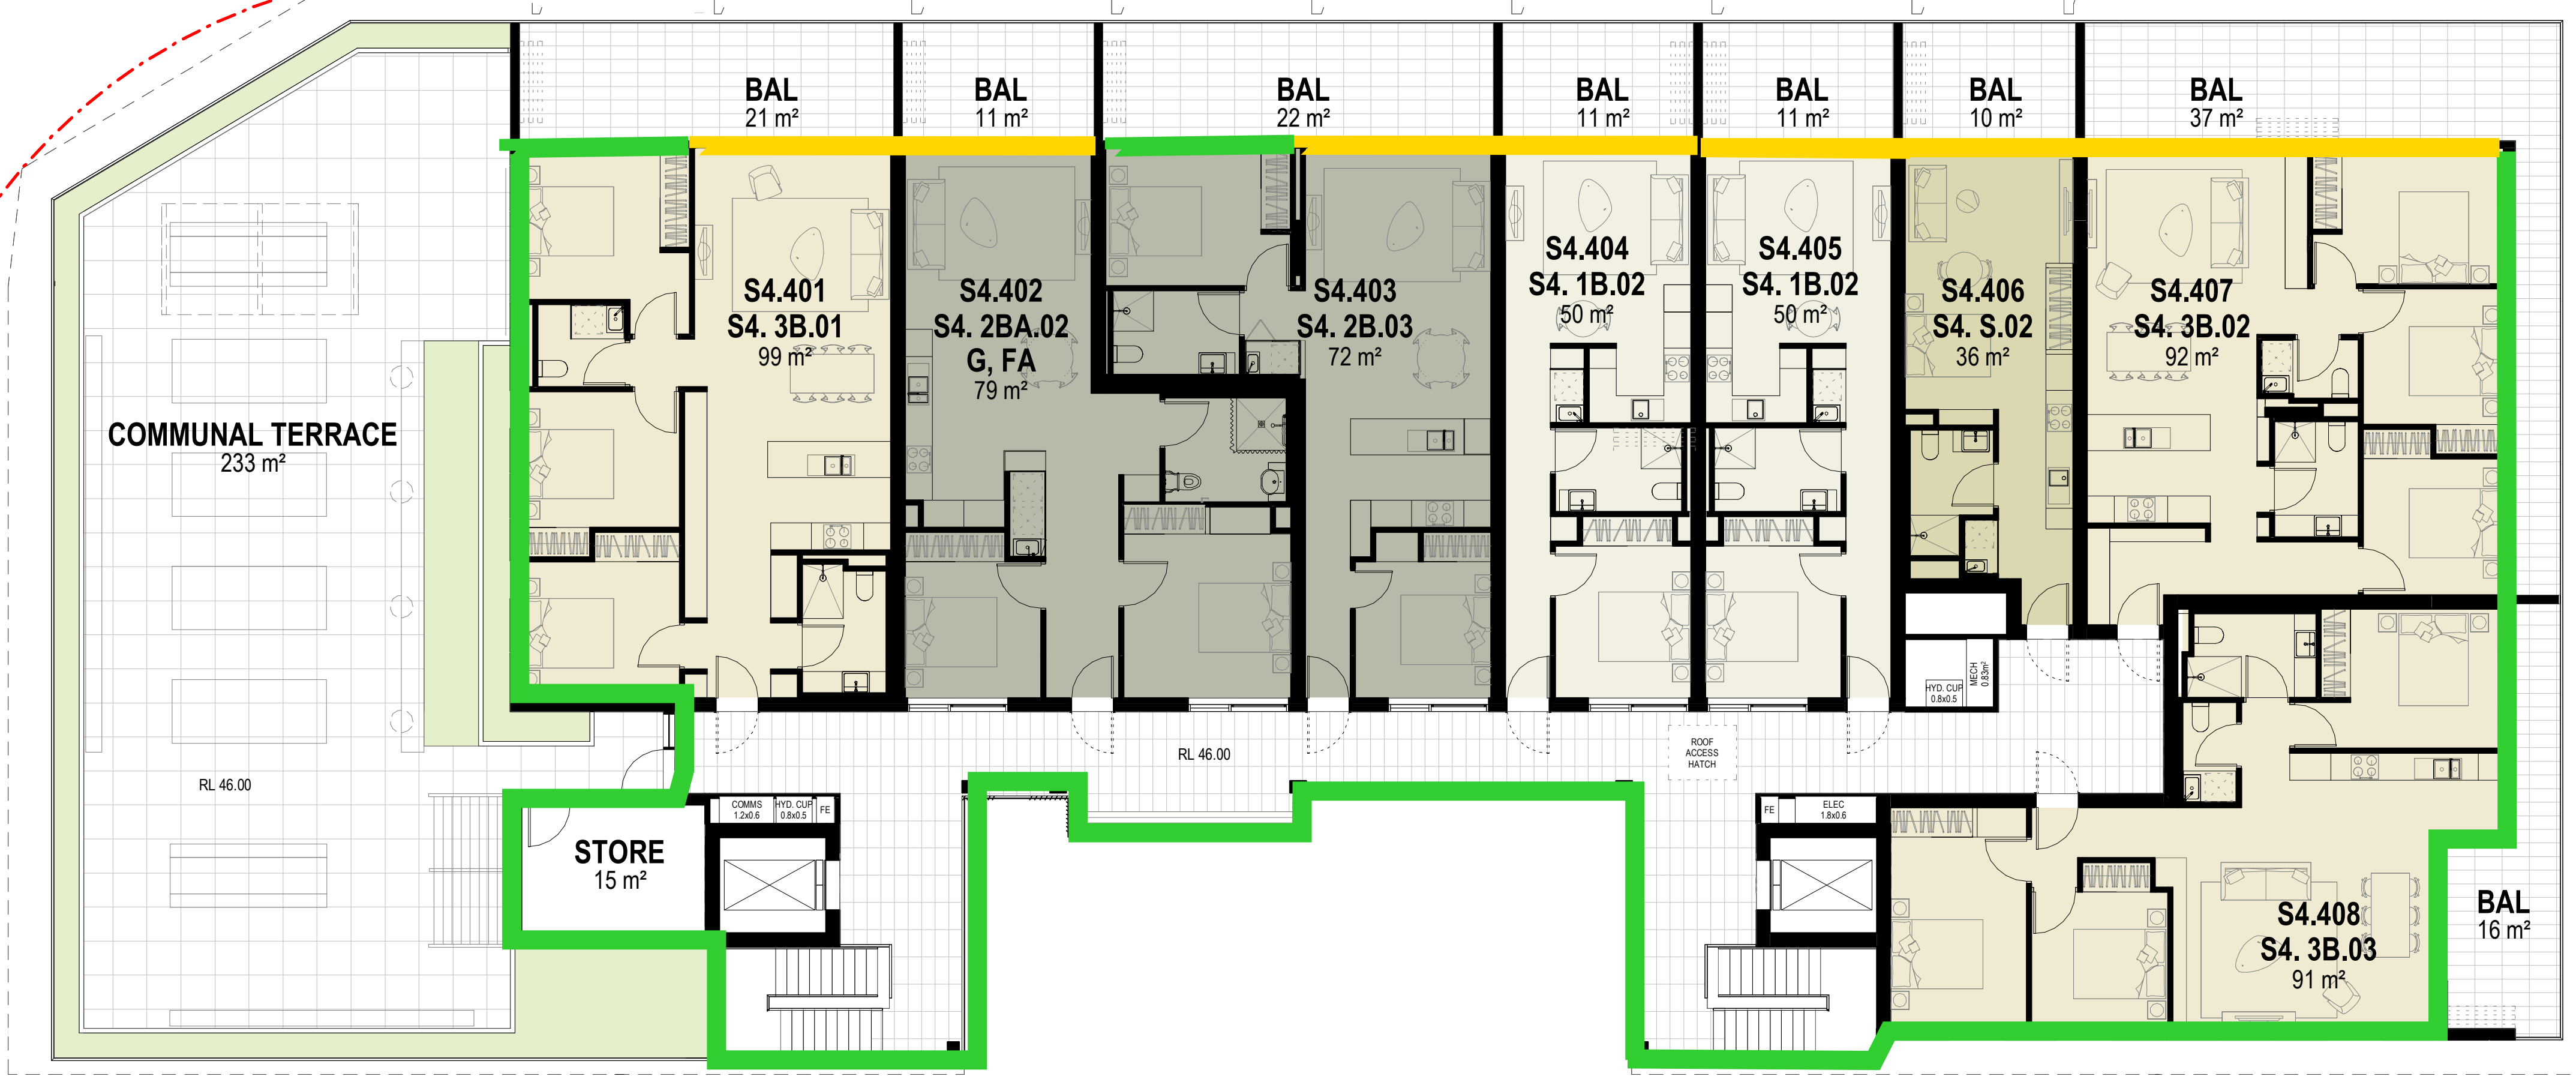 BAL
21 m²
BAL
11 m²
BAL
22 m²
BAL
11 m²
BAL
11 m²
BAL
10 m²
BAL
37 m²
S4.401
S4. 3B.01
99 m²
S4.402
S4. 2BA.02
G, FA
79 m²
S4.403
S4. 2B.03
72 m²
S4.404
S4. 1B.02
50 m²
S4.405
S4. 1B.02
50 m²
S4.406
S4. S.02
36 m²
S4.407
S4. 3B.02
92 m²
COMMUNAL TERRACE
233 m²
RL 46.00
HYD. CUP
0.8x0.5
MECH
0.83m²
RL 46.00
ROOF
ACCESS
HATCH
COMMS
1.2x0.6
HYD. CUP
0.8x0.5
FE
FE
ELEC
1.8x0.6
STORE
15 m²
S4.408
S4. 3B.03
91 m²
BAL
16 m²